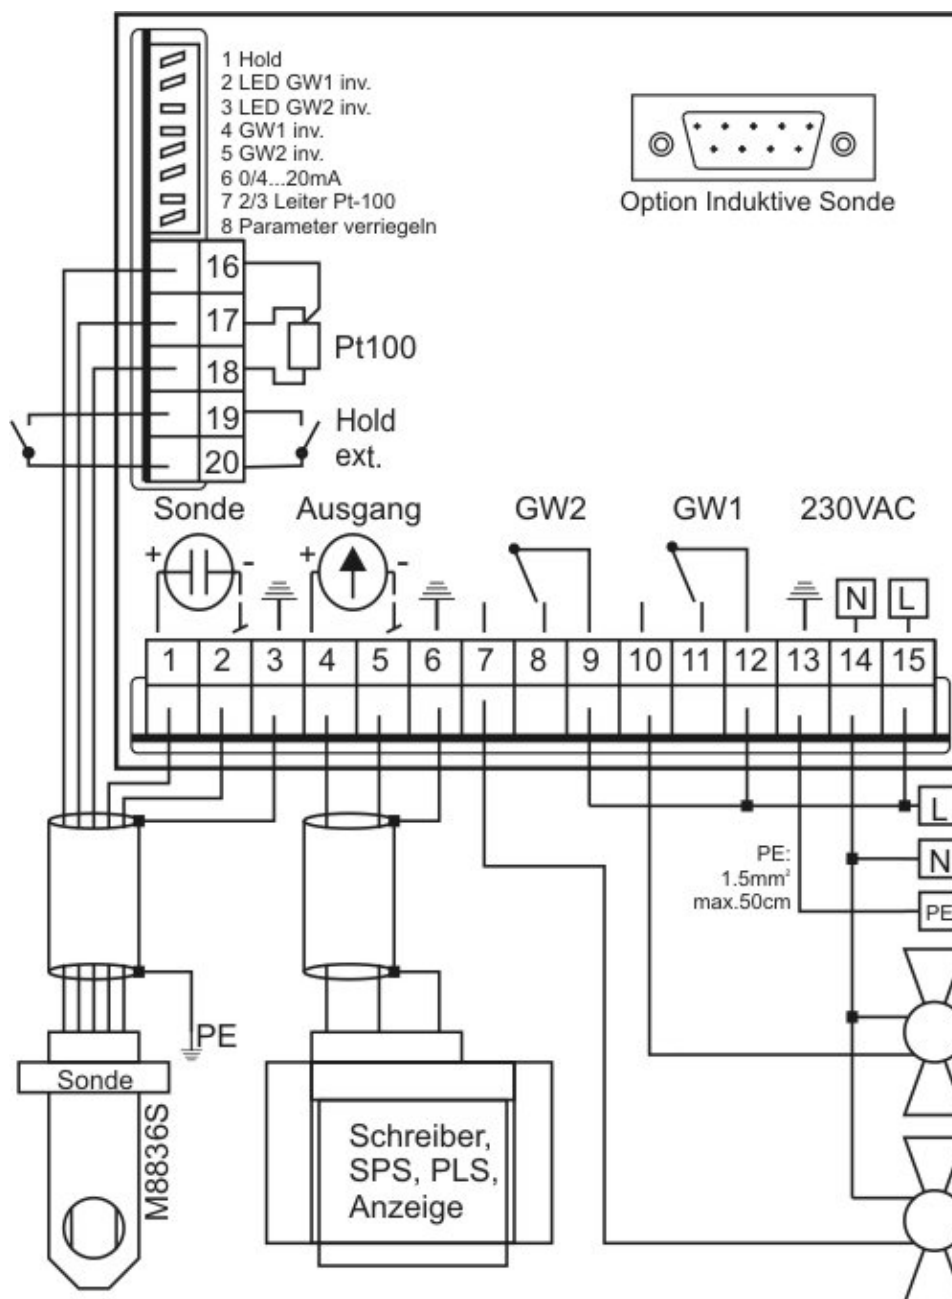 1 Hold
2 LED GW1 inv.
3 LED GW2 inv.
4 GW1 inv.
5 GW2 inv.
6 0/4...20mA
7 2/3 Leiter Pt-100
8 Parameter verriegeln
Option Induktive Sonde
16
17
18
19
20
Pt100
Hold
ext.
Sonde
Ausgang
GW2
GW1
230VAC
+
-
+
-
N
L
1 2 3 4 5 6 7 8 9 10 11 12 13 14 15
L
N
PE
PE:
1.5mm²
max.50cm
PE
Sonde
M8836S
Schreiber,
SPS, PLS,
Anzeige